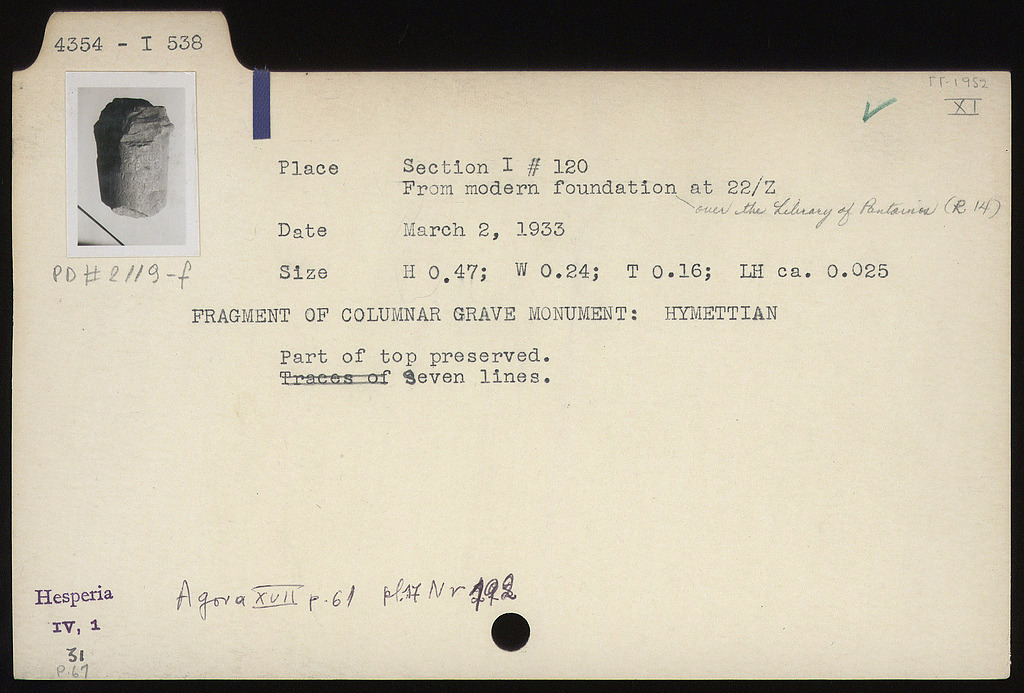 4354 - I 538
ΓΓ-1952
XI
Place Section I # 120
From modern foundation at 22/Z
over the Library of Pantainos (R 14)
Date March 2, 1933
PD # 2119-f
Size H 0.47; W 0.24; T 0.16; LH ca. 0.025
FRAGMENT OF COLUMNAR GRAVE MONUMENT: HYMETTIAN
Part of top preserved.
Traces of Seven lines.
Hesperia
IV, 1
31
p.67
Agora XVII p.61 pl.17 Nr